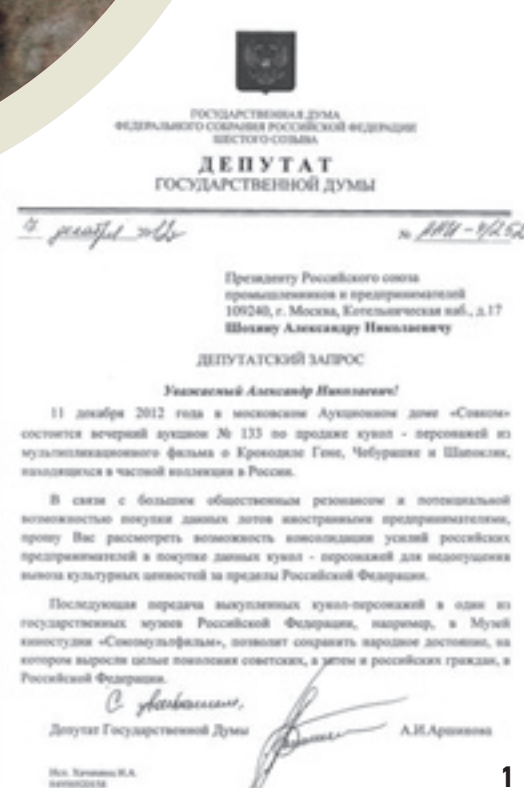 ГОСУДАРСТВЕННАЯ ДУМА
ФЕДЕРАЛЬНОГО СОБРАНИЯ РОССИЙСКОЙ ФЕДЕРАЦИИ
ШЕСТОГО СОЗЫВА
ДЕПУТАТ
ГОСУДАРСТВЕННОЙ ДУМЫ
декабря 2012
№
Президенту Российского союза
промышленников и предпринимателей
109240, г. Москва, Котельническая наб., д.17
Шохину Александру Николаевичу
ДЕПУТАТСКИЙ ЗАПРОС
Уважаемый Александр Николаевич!
11 декабря 2012 года в московском Аукционном доме «Совком»
состоится вечерний аукцион № 133 по продаже кукол - персонажей из
мультипликационного фильма о Крокодиле Гене, Чебурашке и Шапокляк,
находящихся в частной коллекции в России.
В связи с большим общественным резонансом и потенциальной
возможностью покупки данных лотов иностранными предпринимателями,
прошу Вас рассмотреть возможность консолидации усилий российских
предпринимателей в покупке данных кукол - персонажей для недопущения
вывоза культурных ценностей за пределы Российской Федерации.
Последующая передача выкупленных кукол-персонажей в один из
государственных музеев Российской Федерации, например, в Музей
киностудии «Союзмультфильм», позволит сохранить народное достояние, на
котором выросли целые поколения советских, а затем и российских граждан, в
Российской Федерации.
С уважением,
Депутат Государственной Думы
А.И.Аршинова
Исп. Н.А.
1